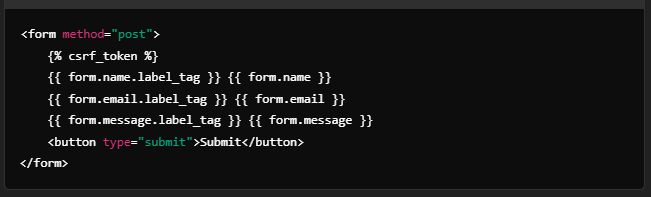 <form method="post">
{% csrf_token %}
{{ form.name.label_tag }} {{ form.name }}
{{ form.email.label_tag }} {{ form.email }}
{{ form.message.label_tag }} {{ form.message }}
<button type="submit">Submit</button>
</form>